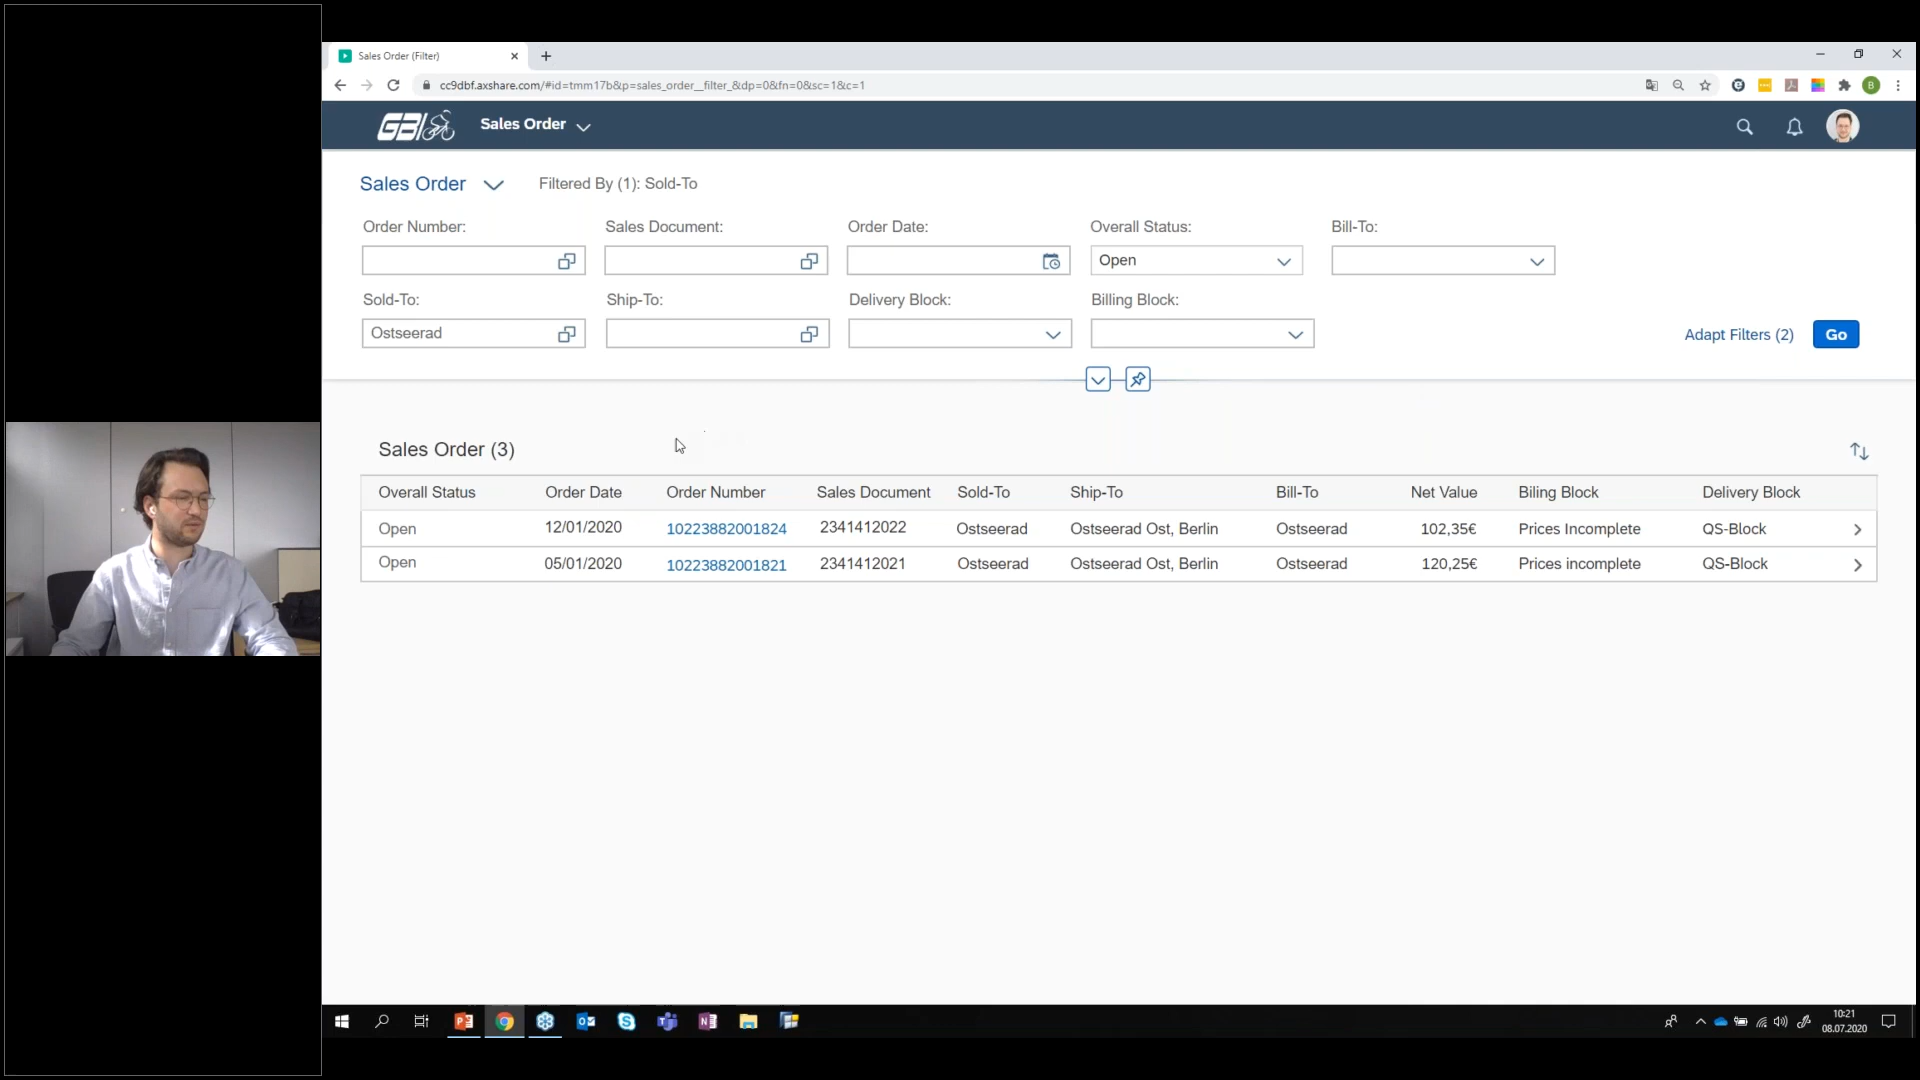 Sales Order (Filter)
cc9dbf.axshare.com/#id=tmm17b&p=sales_order__filter_&dp=0&fn=0&sc=1&c=1
B
GBI
Sales Order
Sales Order
Filtered By (1): Sold-To
Order Number:
Sales Document:
Order Date:
Overall Status:
Bill-To:
Open
Sold-To:
Ship-To:
Delivery Block:
Billing Block:
Ostseerad
Adapt Filters (2)
Go
Sales Order (3)
Overall Status Order Date Order Number Sales Document Sold-To Ship-To Bill-To Net Value Biling Block Delivery Block
Open 12/01/2020 10223882001824 2341412022 Ostseerad Ostseerad Ost, Berlin Ostseerad 102,35€ Prices Incomplete QS-Block
Open 05/01/2020 10223882001821 2341412021 Ostseerad Ostseerad Ost, Berlin Ostseerad 120,25€ Prices incomplete QS-Block
10:21
08.07.2020